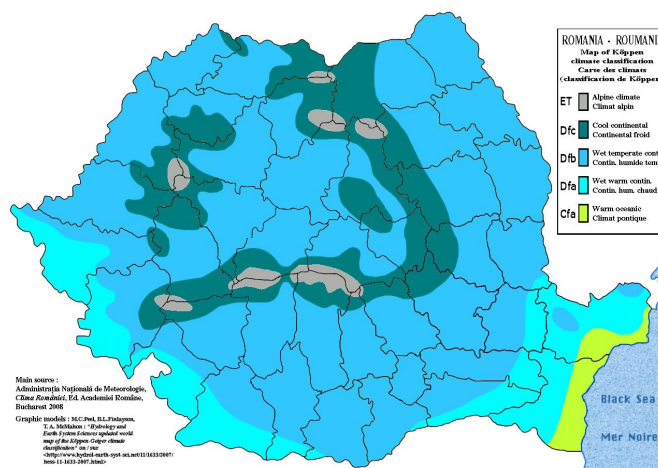 ROMANIA - ROUMANI
Map of Köppen
climate classification
Carte des climats
(classification de Köppen
ET
Alpine climate
Climat alpin
Dfc
Cool continental
Continental froid
Dfb
Wet temperate cont
Contin. humide tem
Dfa
Wet warm contin.
Contin. hum. chaud
Cfa
Warm oceanic
Climat pontique
Main source :
Administrația Națională de Meteorologie,
Clima României, Ed. Academiei Române,
Bucharest 2008
Graphic models : M.C.Peel, B.L.Finlayson,
T. A. McMahon : "Hydrology and
Earth System Sciences updated world
map of the Köppen-Geiger climate
classification" on / sur
<http://www.hydrol-earth-syst-sci.net/11/1633/2007/
hess-11-1633-2007.html>
Black Sea
Mer Noire